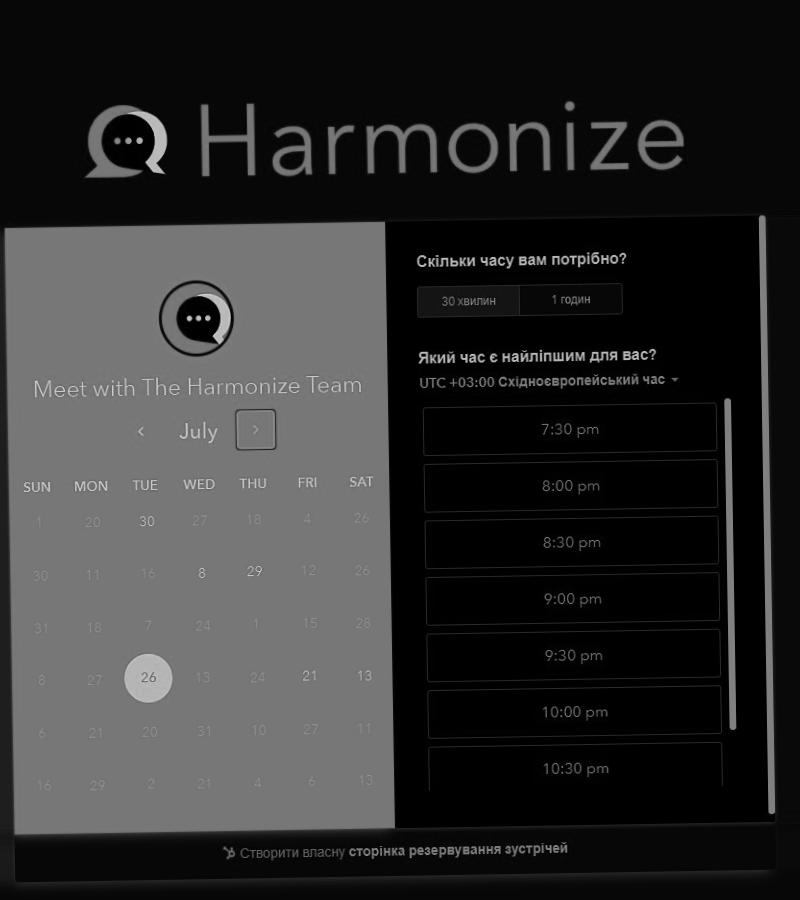 Harmonize
Meet with The Harmonize Team
July
SUN MON TUE WED THU FRI SAT
1 20 30 27 18 4 26
30 11 16 8 29 12 26
31 18 7 24 1 15 28
8 27 26 13 24 21 13
6 21 20 31 10 27 11
16 29 2 21 4 6 13
Скільки часу вам потрібно?
30 хвилин 1 годин
Який час є найліпшим для вас?
UTC +03:00 Східноєвропейський час
7:30 pm
8:00 pm
8:30 pm
9:00 pm
9:30 pm
10:00 pm
10:30 pm
Створити власну сторінка резервування зустрічей